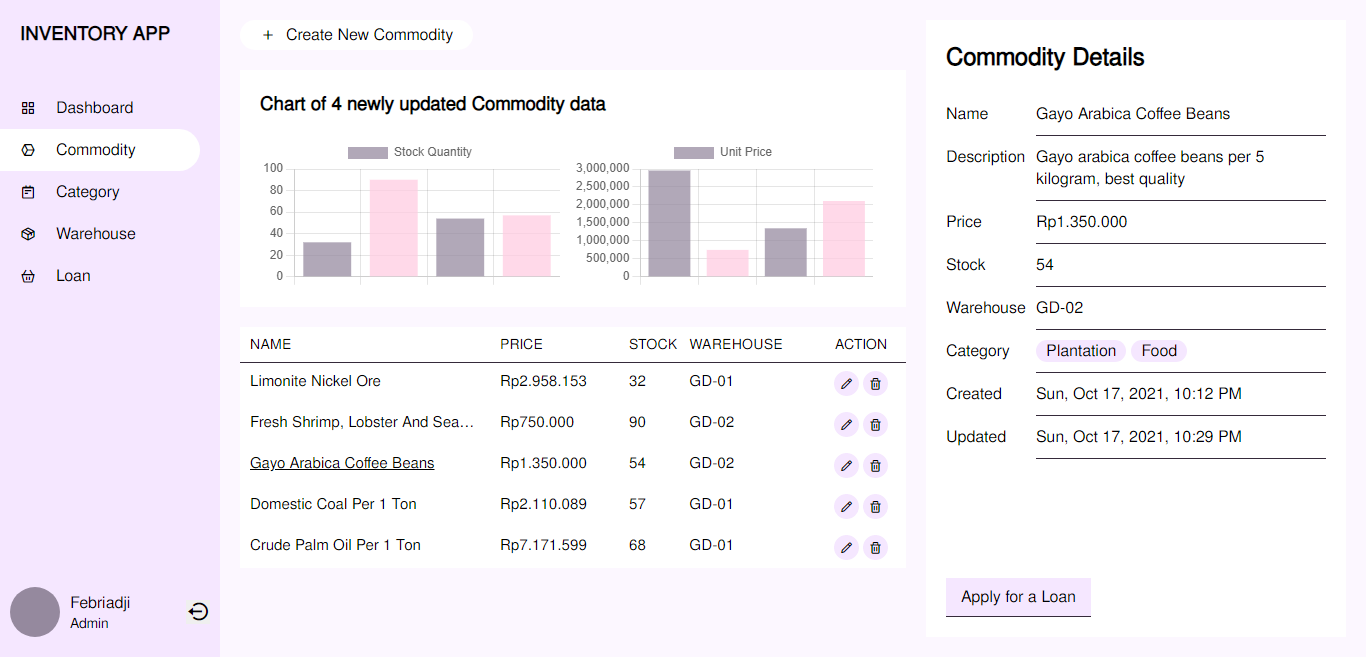 INVENTORY APP
Dashboard
Commodity
Category
Warehouse
Loan
Febriadji
Admin
+ Create New Commodity
Chart of 4 newly updated Commodity data
Stock Quantity
100
80
60
40
20
0
Unit Price
3,000,000
2,500,000
2,000,000
1,500,000
1,000,000
500,000
0
NAME PRICE STOCK WAREHOUSE ACTION
Limonite Nickel Ore Rp2.958.153 32 GD-01
Fresh Shrimp, Lobster And Sea... Rp750.000 90 GD-02
Gayo Arabica Coffee Beans Rp1.350.000 54 GD-02
Domestic Coal Per 1 Ton Rp2.110.089 57 GD-01
Crude Palm Oil Per 1 Ton Rp7.171.599 68 GD-01
Commodity Details
Name Gayo Arabica Coffee Beans
Description Gayo arabica coffee beans per 5
kilogram, best quality
Price Rp1.350.000
Stock 54
Warehouse GD-02
Category Plantation Food
Created Sun, Oct 17, 2021, 10:12 PM
Updated Sun, Oct 17, 2021, 10:29 PM
Apply for a Loan